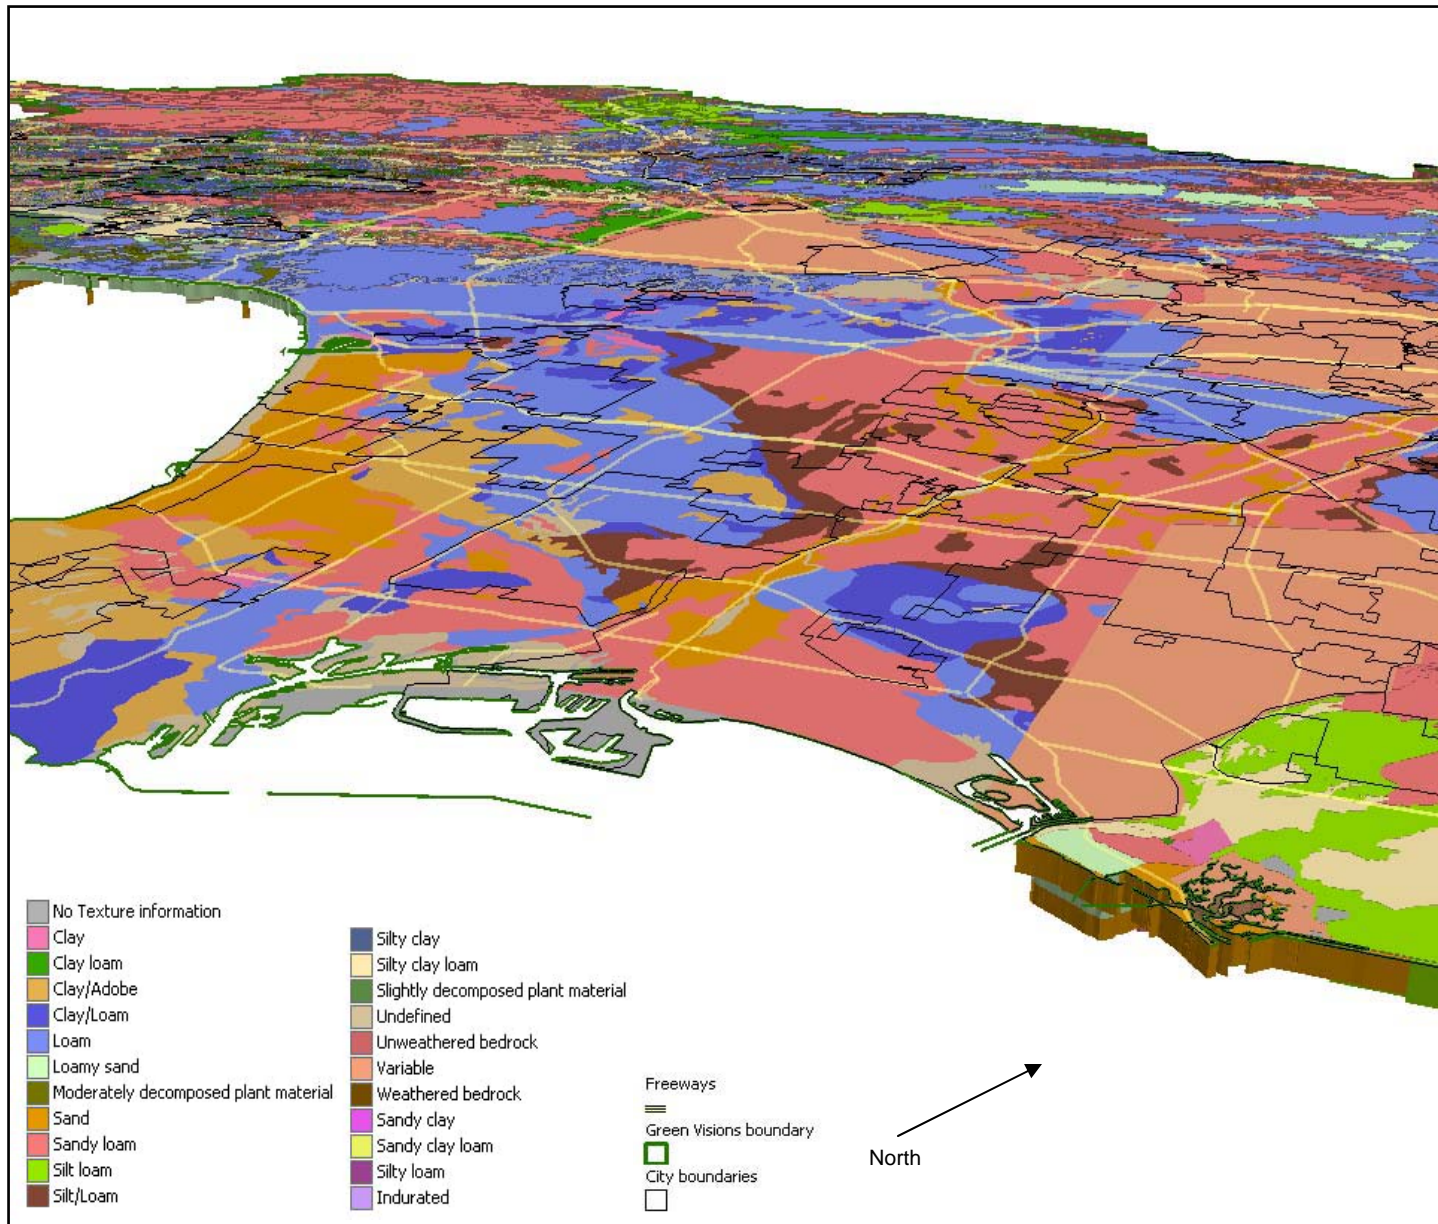 No Texture information
Clay
Clay loam
Clay/Adobe
Clay/Loam
Loam
Loamy sand
Moderately decomposed plant material
Sand
Sandy loam
Silt loam
Silt/Loam
Silty clay
Silty clay loam
Slightly decomposed plant material
Undefined
Unweathered bedrock
Variable
Weathered bedrock
Sandy clay
Sandy clay loam
Silty loam
Indurated
Freeways
Green Visions boundary
City boundaries
North